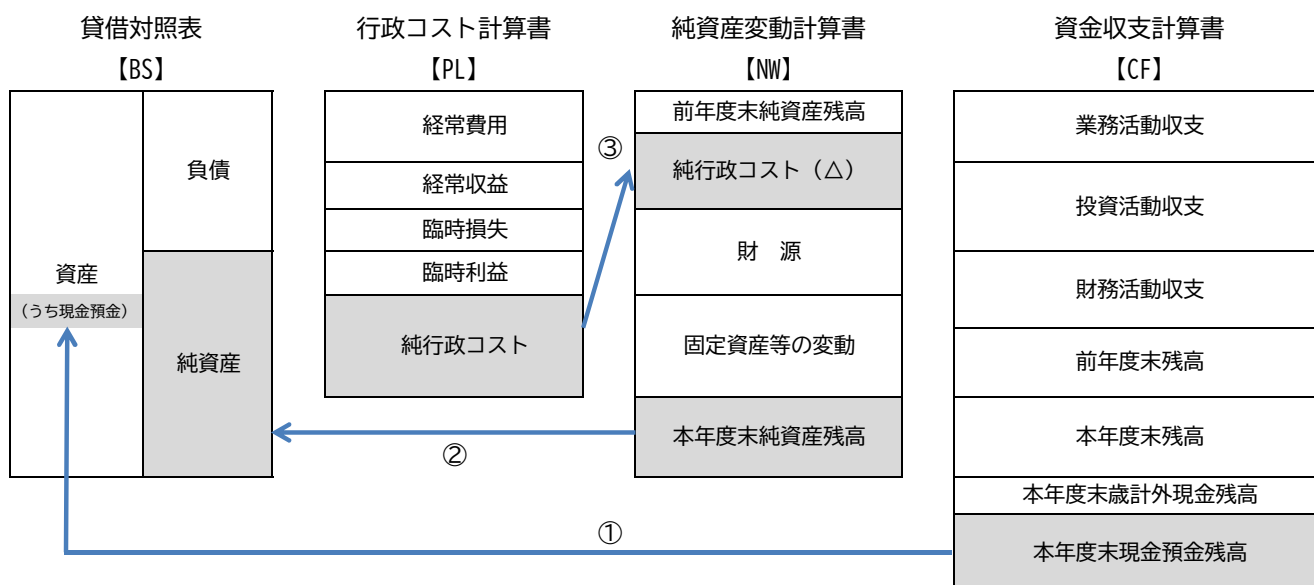 貸借対照表
【BS】
資産
（うち現金預金）
負債
純資産
行政コスト計算書
【PL】
経常費用
経常収益
臨時損失
臨時利益
純行政コスト
③
純資産変動計算書
【NW】
前年度末純資産残高
純行政コスト（△）
財　源
固定資産等の変動
本年度末純資産残高
②
資金収支計算書
【CF】
業務活動収支
投資活動収支
財務活動収支
前年度末残高
本年度末残高
本年度末歳計外現金残高
本年度末現金預金残高
①